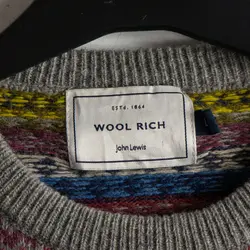 ESTD. 1864
WOOL RICH
John Lewis